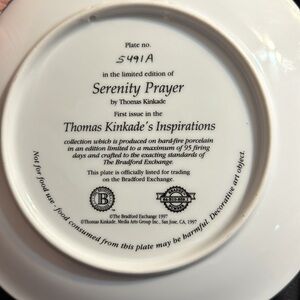 Plate no.
5491A
in the limited edition of
Serenity Prayer
by Thomas Kinkade
First issue in the
Thomas Kinkade's Inspirations
collection which is produced on hard-fire porcelain
in an edition limited to a maximum of 95 firing
days and crafted to the exacting standards of
The Bradford Exchange.
This plate is officially listed for trading
on the Bradford Exchange.
B
©The Bradford Exchange 1997
©Thomas Kinkade, Media Arts Group Inc., San Jose, CA, 1997
Not for food use - food consumed from this plate may be harmful. Decorative art object.